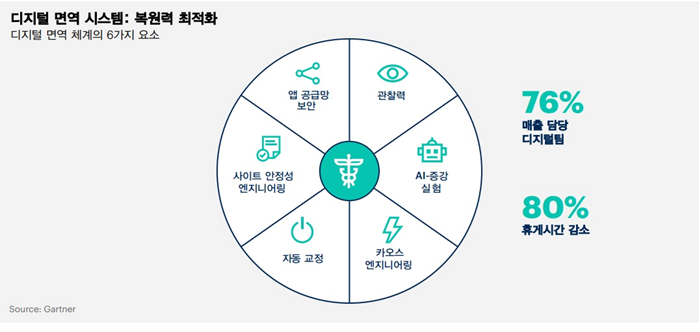 디지털 면역 시스템: 복원력 최적화
디지털 면역 체계의 6가지 요소
앱 공급망
보안
관찰력
사이트 안정성
엔지니어링
AI-증강
실험
자동 교정
카오스
엔지니어링
76%
매출 담당
디지털팀
80%
휴게시간 감소
Source: Gartner